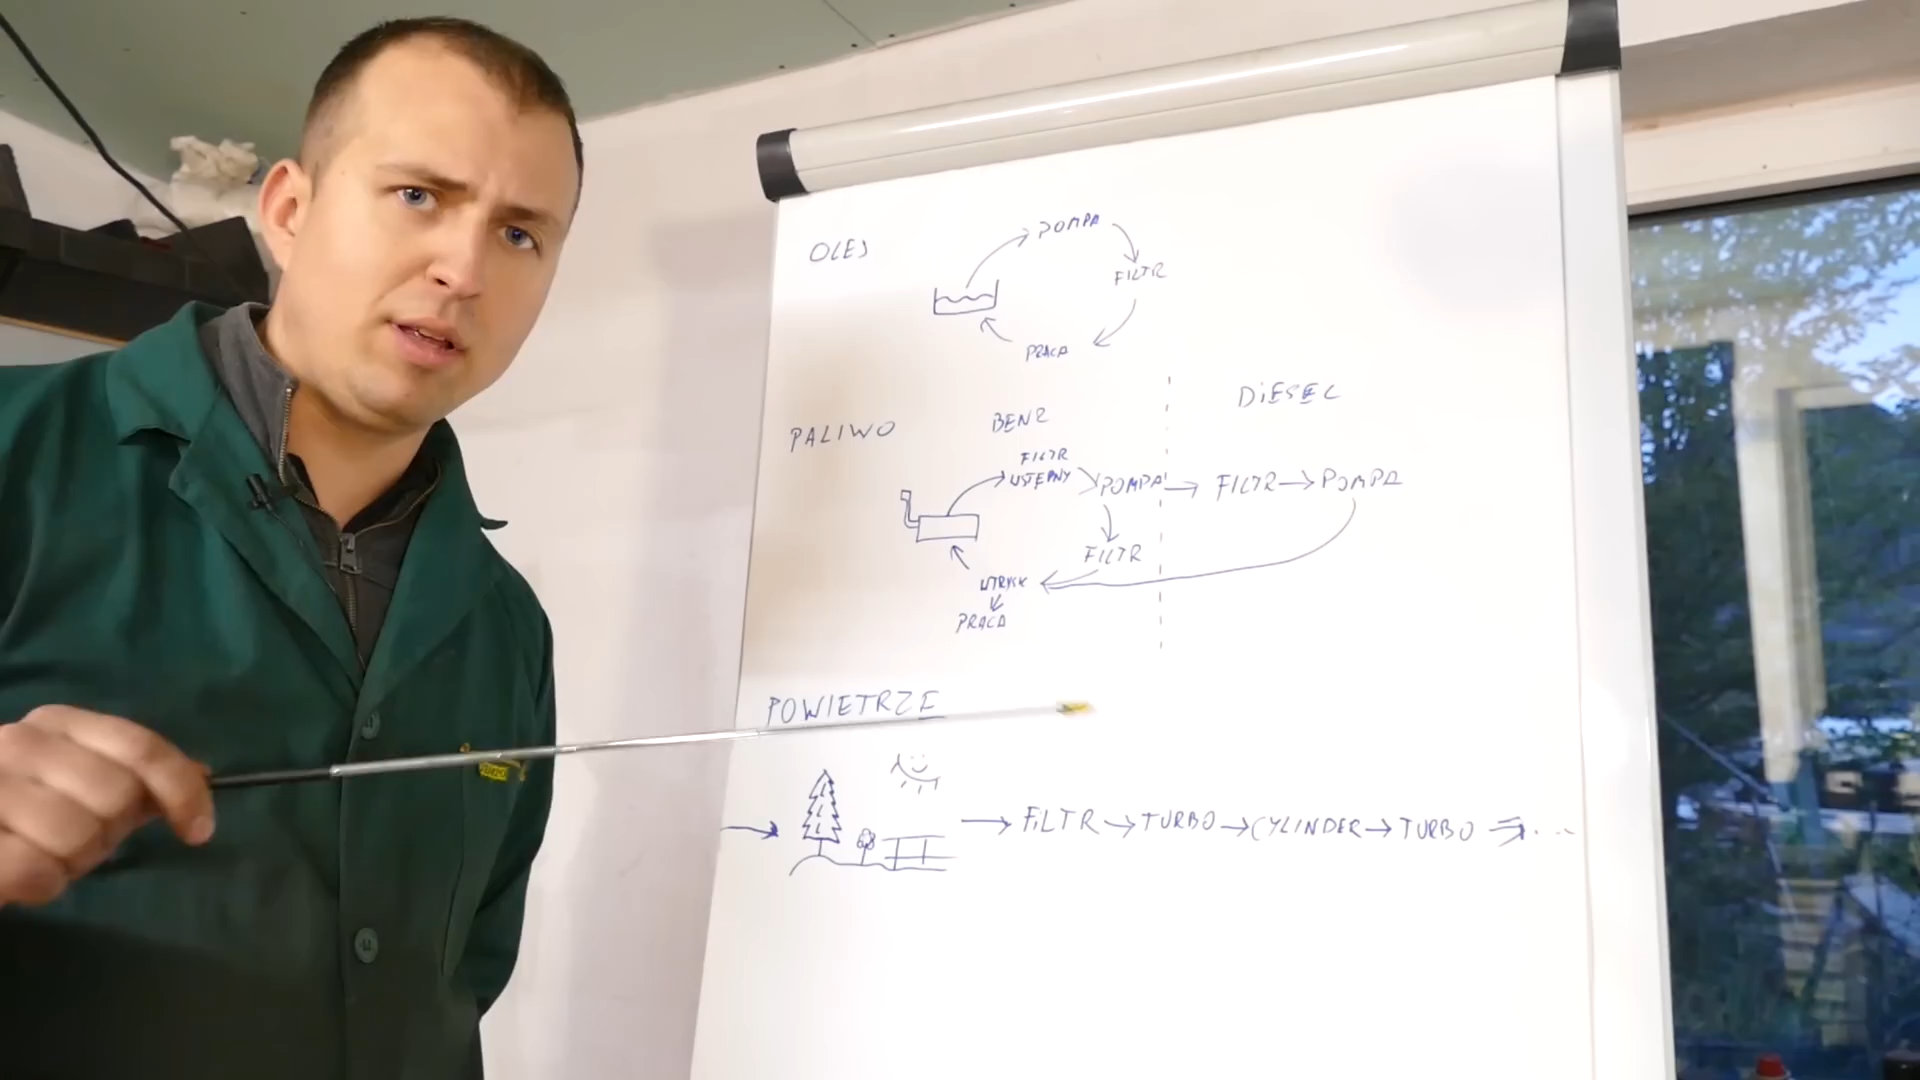 OLEJ
POMPA
FILTR
PRACA
PALIWO
BENZ
DIESEL
FILTR
WSTĘPNY
POMPA → FILTR → POMPA
FILTR
WTRYSK
PRACA
POWIETRZE
→ FILTR → TURBO → CYLINDER → TURBO → ...